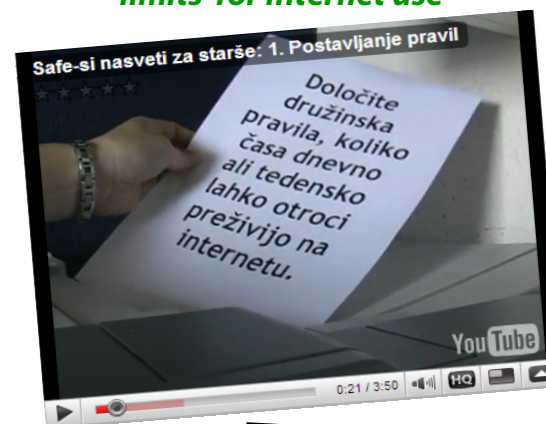 limits for internet use
Safe-si nasveti za starše: 1. Postavljanje pravil
Določite
družinska
pravila, koliko
časa dnevno
ali tedensko
lahko otroci
preživijo na
internetu.
YouTube
0:21 / 3:50
HQ